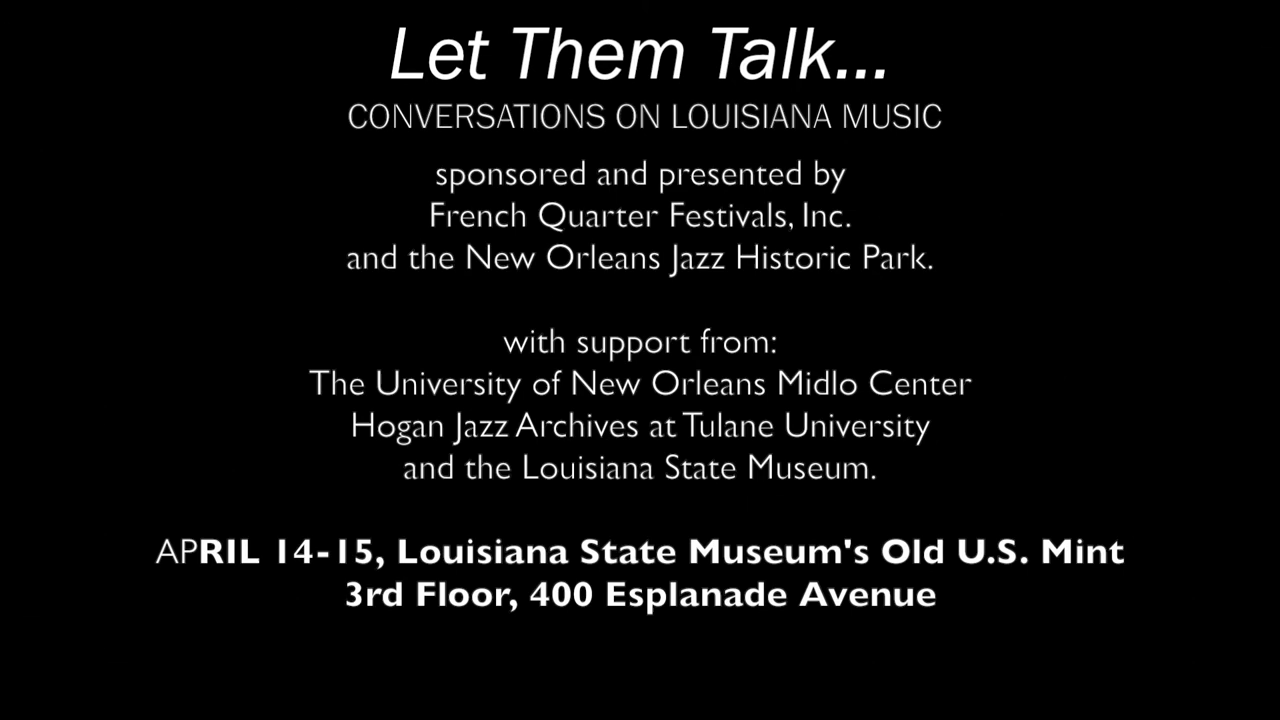 Let Them Talk...
CONVERSATIONS ON LOUISIANA MUSIC
sponsored and presented by
French Quarter Festivals, Inc.
and the New Orleans Jazz Historic Park.
with support from:
The University of New Orleans Midlo Center
Hogan Jazz Archives at Tulane University
and the Louisiana State Museum.
APRIL 14-15, Louisiana State Museum's Old U.S. Mint
3rd Floor, 400 Esplanade Avenue